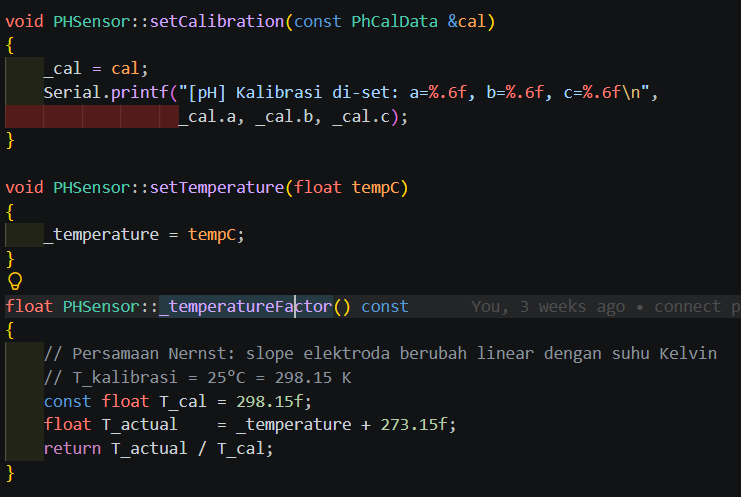 void PHSensor::setCalibration(const PhCalData &cal)
{
    _cal = cal;
    Serial.printf("[pH] Kalibrasi di-set: a=%.6f, b=%.6f, c=%.6f\n",
                  _cal.a, _cal.b, _cal.c);
}

void PHSensor::setTemperature(float tempC)
{
    _temperature = tempC;
}
float PHSensor::_temperatureFactor() const      You, 3 weeks ago • connect p
{
    // Persamaan Nernst: slope elektroda berubah linear dengan suhu Kelvin
    // T_kalibrasi = 25°C = 298.15 K
    const float T_cal = 298.15f;
    float T_actual    = _temperature + 273.15f;
    return T_actual / T_cal;
}